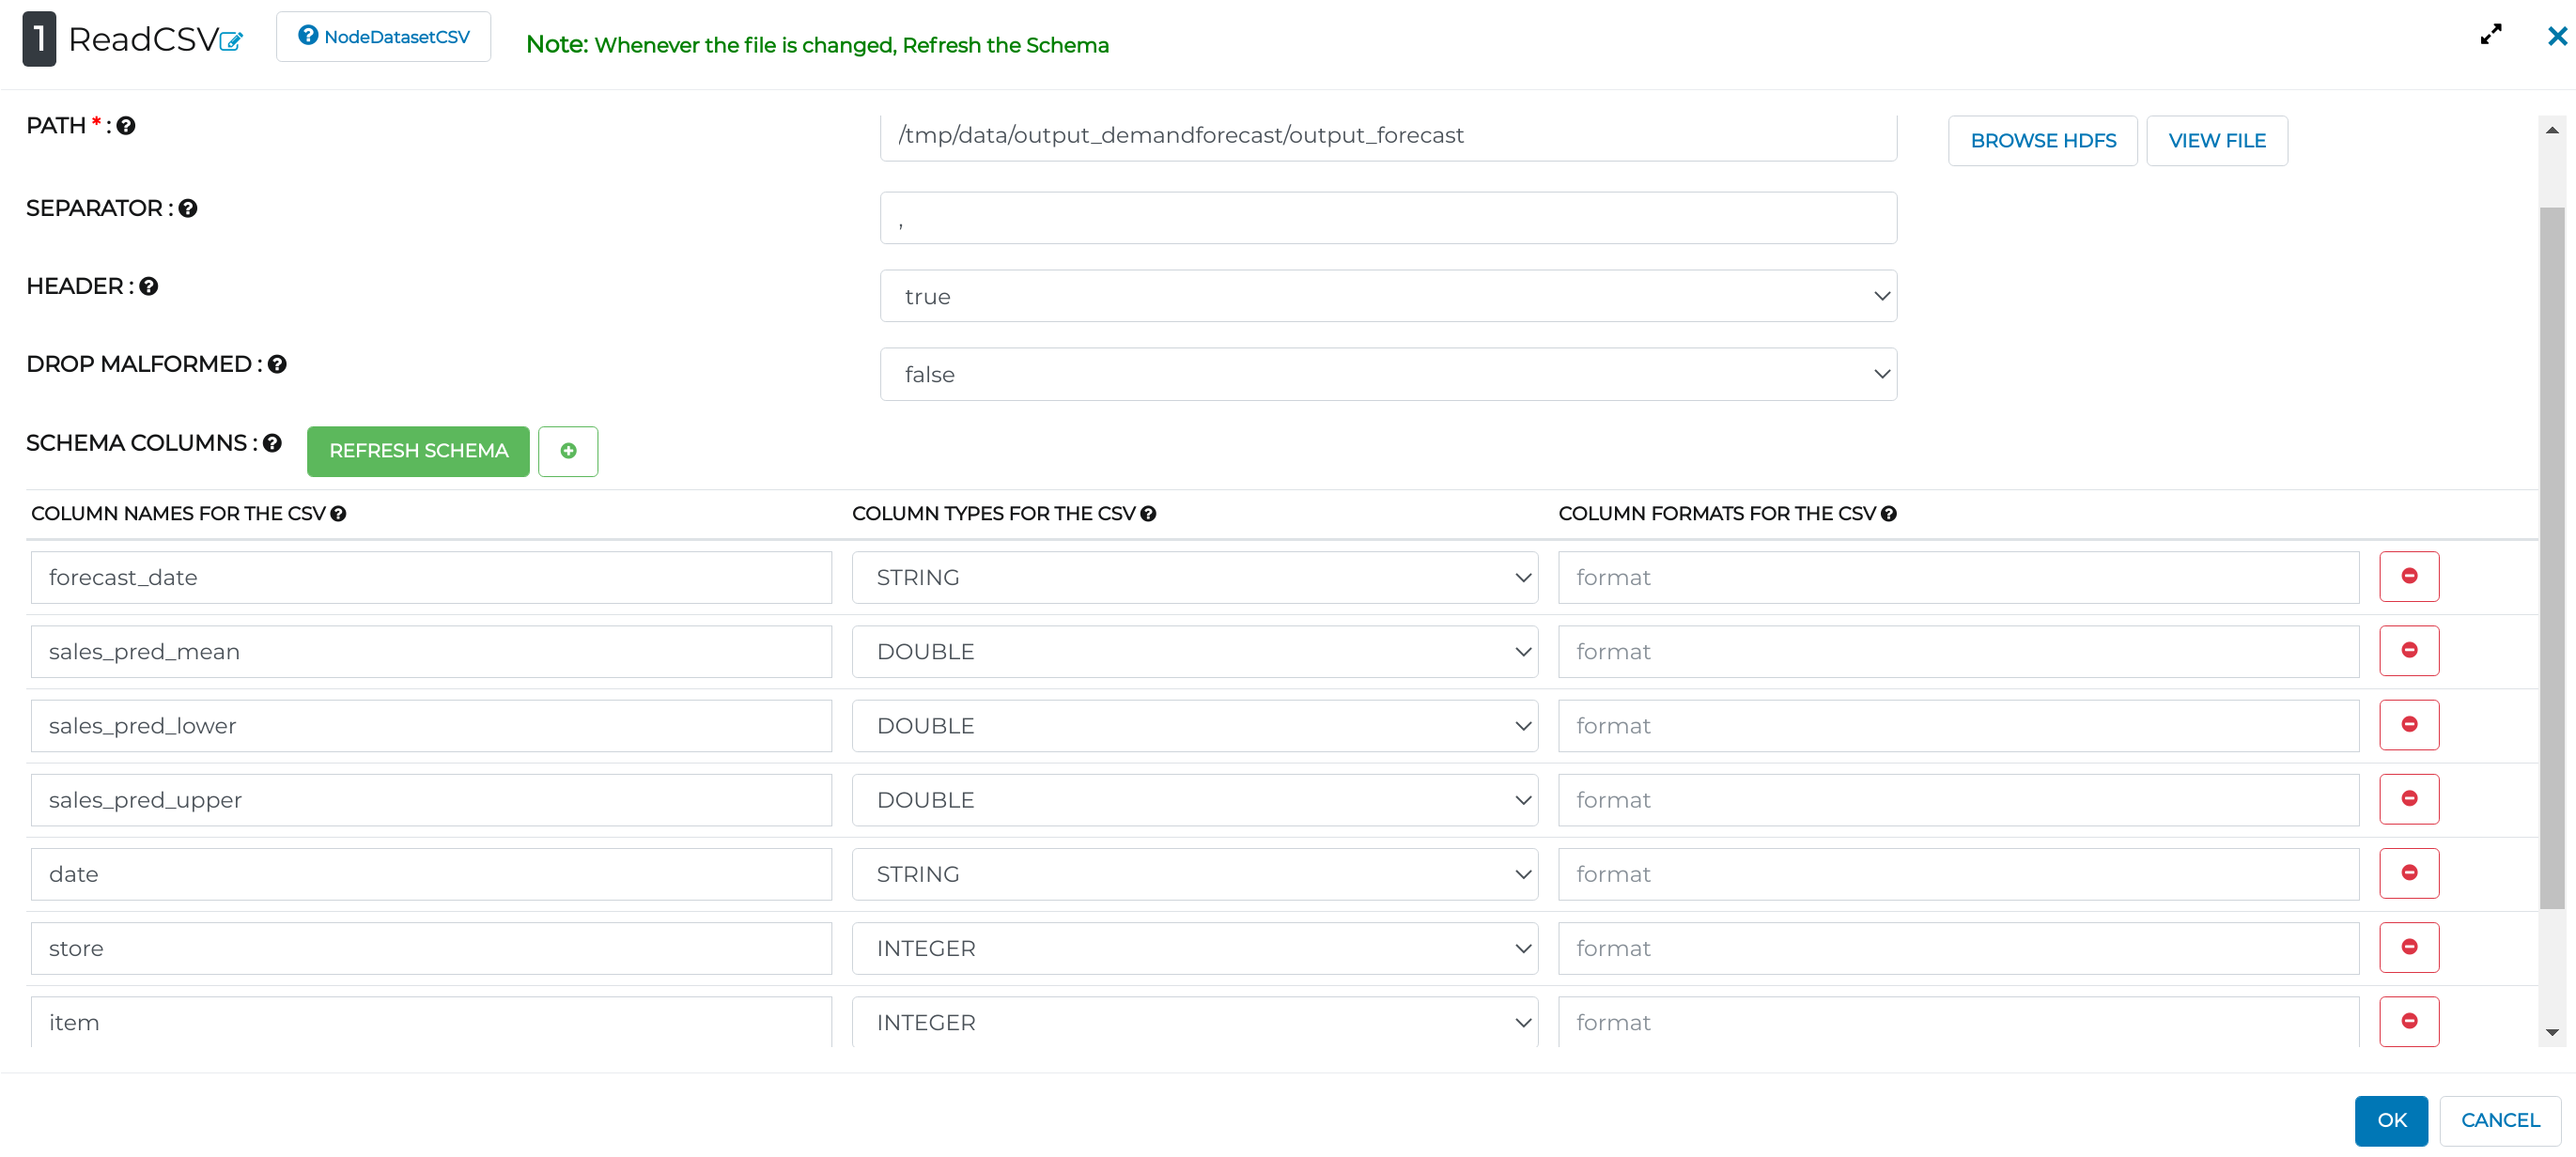 1 ReadCSV
NodeDatasetCSV
Note: Whenever the file is changed, Refresh the Schema
PATH * :
/tmp/data/output_demandforecast/output_forecast
BROWSE HDFS
VIEW FILE
SEPARATOR :
,
HEADER :
true
DROP MALFORMED :
false
SCHEMA COLUMNS :
REFRESH SCHEMA
COLUMN NAMES FOR THE CSV
COLUMN TYPES FOR THE CSV
COLUMN FORMATS FOR THE CSV
forecast_date
STRING
format
sales_pred_mean
DOUBLE
format
sales_pred_lower
DOUBLE
format
sales_pred_upper
DOUBLE
format
date
STRING
format
store
INTEGER
format
item
INTEGER
format
OK
CANCEL